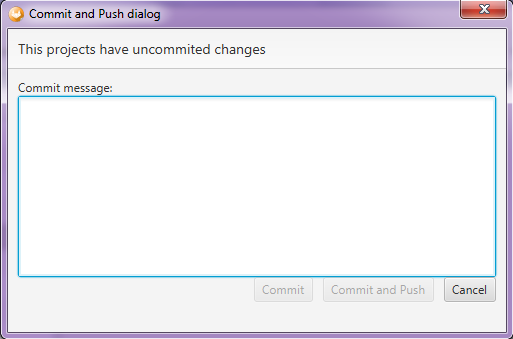 Commit and Push dialog
This projects have uncommited changes
Commit message:
Commit
Commit and Push
Cancel